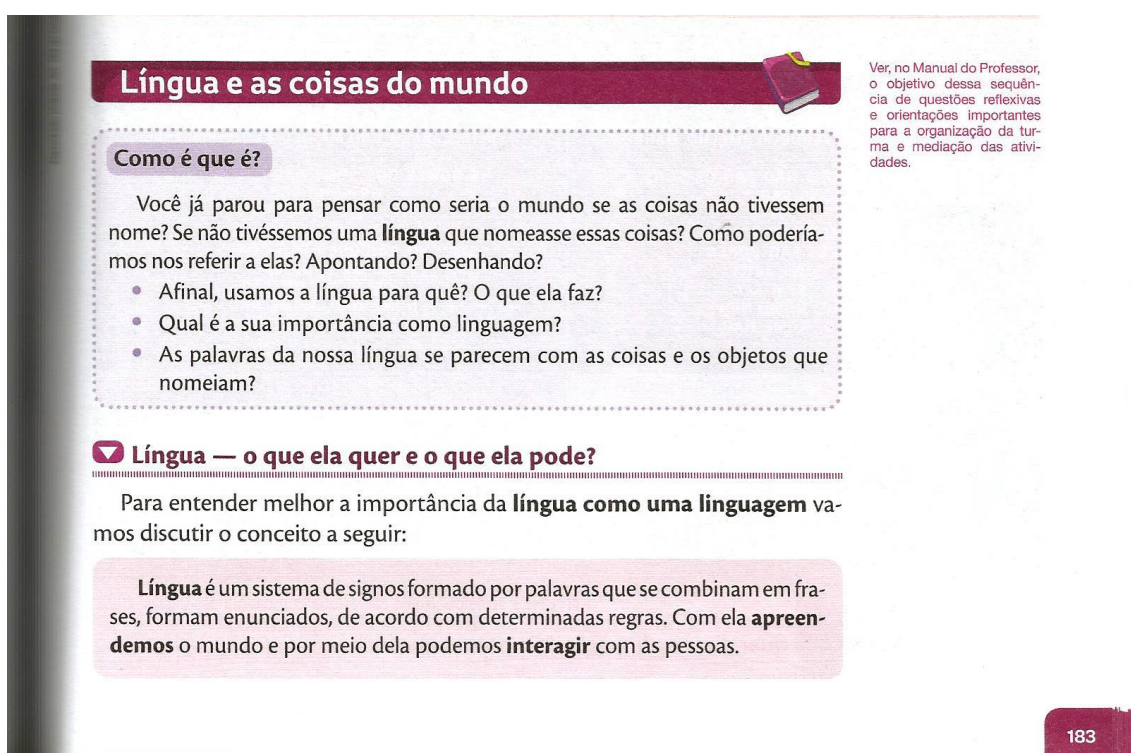 Língua e as coisas do mundo
Ver, no Manual do Professor,
o objetivo dessa sequên-
cia de questões reflexivas
e orientações importantes
para a organização da tur-
ma e mediação das ativi-
dades.
Como é que é?
Você já parou para pensar como seria o mundo se as coisas não tivessem
nome? Se não tivéssemos uma língua que nomeasse essas coisas? Como podería-
mos nos referir a elas? Apontando? Desenhando?
• Afinal, usamos a língua para quê? O que ela faz?
• Qual é a sua importância como linguagem?
• As palavras da nossa língua se parecem com as coisas e os objetos que
nomeiam?
Língua — o que ela quer e o que ela pode?
Para entender melhor a importância da língua como uma linguagem va-
mos discutir o conceito a seguir:
Língua é um sistema de signos formado por palavras que se combinam em fra-
ses, formam enunciados, de acordo com determinadas regras. Com ela apreen-
demos o mundo e por meio dela podemos interagir com as pessoas.
183